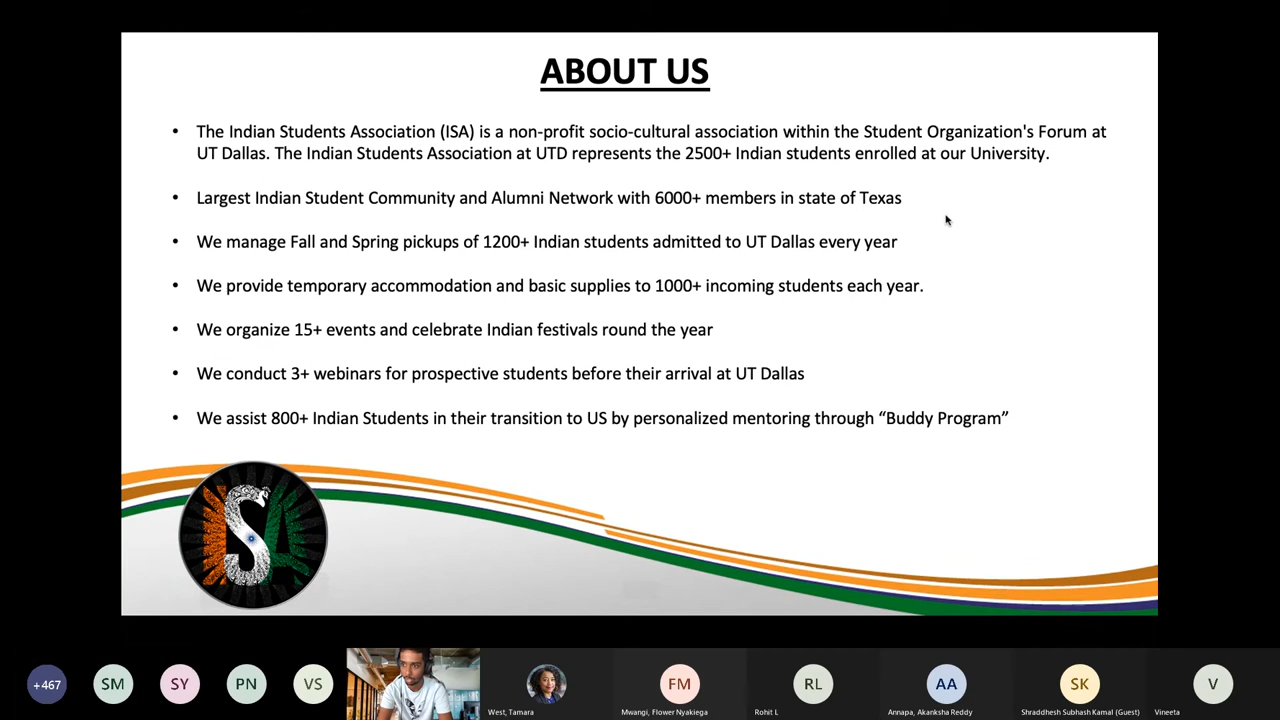 ABOUT US
• The Indian Students Association (ISA) is a non-profit socio-cultural association within the Student Organization's Forum at
UT Dallas. The Indian Students Association at UTD represents the 2500+ Indian students enrolled at our University.
• Largest Indian Student Community and Alumni Network with 6000+ members in state of Texas
• We manage Fall and Spring pickups of 1200+ Indian students admitted to UT Dallas every year
• We provide temporary accommodation and basic supplies to 1000+ incoming students each year.
• We organize 15+ events and celebrate Indian festivals round the year
• We conduct 3+ webinars for prospective students before their arrival at UT Dallas
• We assist 800+ Indian Students in their transition to US by personalized mentoring through “Buddy Program”
ISA
+467 SM SY PN VS FM RL AA SK V
West, Tamara Mwangi, Flower Nyakiega Rohit L Annapa, Akanksha Reddy Shraddhesh Subhash Kamal (Guest) Vineeta